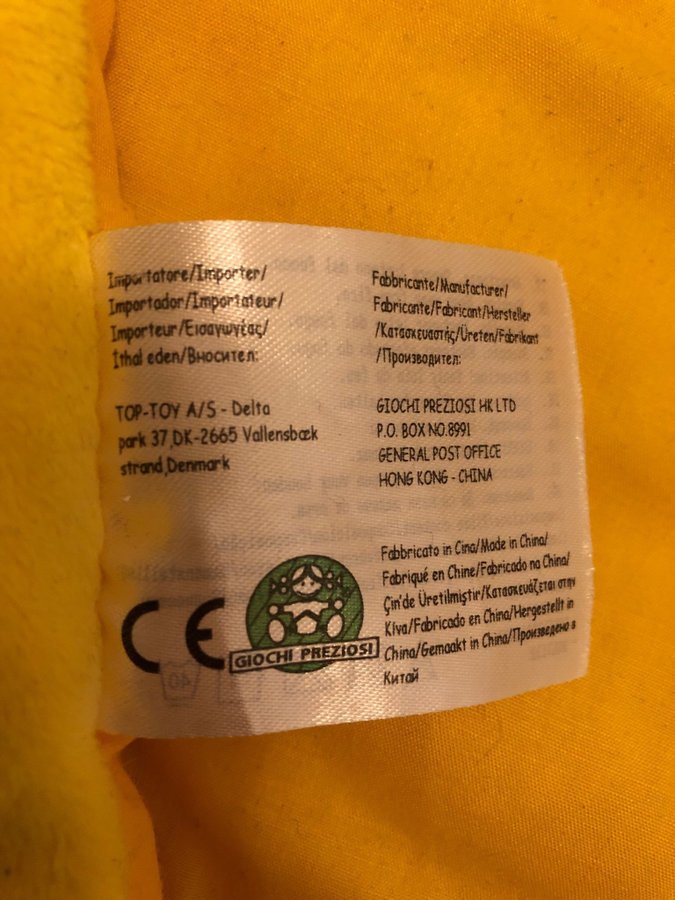 Importatore/Importer/
Importador/Importateur/
Importeur/Εισαγωγέας/
Ithal eden/Вносител:
TOP-TOY A/S - Delta
park 37,DK-2665 Vallensbæk
strand,Denmark
Fabbricante/Manufacturer/
Fabricante/Fabricant/Hersteller
/Κατασκευαστής/Üreten/Fabrikant
/Производител:
GIOCHI PREZIOSI HK LTD
P.O. BOX NO.8991
GENERAL POST OFFICE
HONG KONG - CHINA
Fabbricato in Cina/Made in China/
Fabriqué en Chine/Fabricado na China/
Çin'de Üretilmiştir/Κατασκευάζεται στην
Κίνα/Fabricado en China/Hergestellt in
China/Gemaakt in China/Произведено в
Китай
CE
GIOCHI PREZIOSI